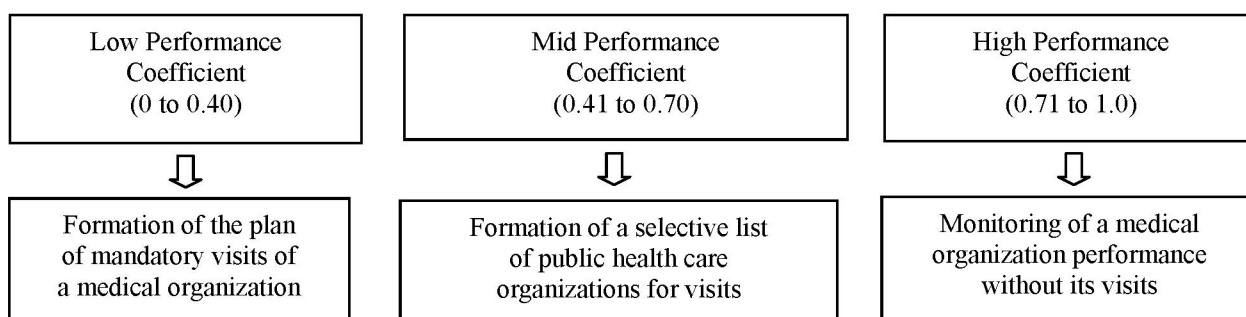 Low Performance
Coefficient
(0 to 0.40)
Mid Performance
Coefficient
(0.41 to 0.70)
High Performance
Coefficient
(0.71 to 1.0)
Formation of the plan
of mandatory visits of
a medical organization
Formation of a selective list
of public health care
organizations for visits
Monitoring of a medical
organization performance
without its visits